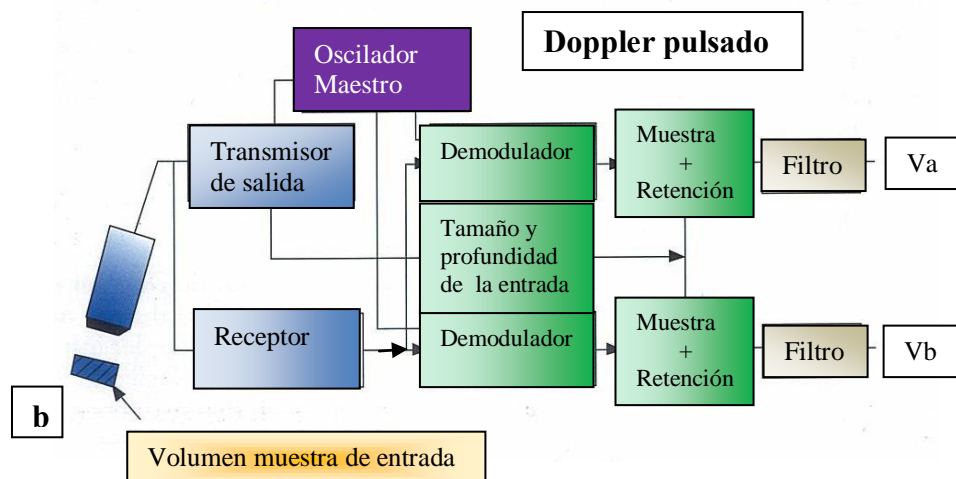 Doppler pulsado
Oscilador
Maestro
Transmisor
de salida
Demodulador
Muestra
+
Retención
Filtro
Va
Tamaño y
profundidad
de la entrada
Receptor
Demodulador
Muestra
+
Retención
Filtro
Vb
b
Volumen muestra de entrada